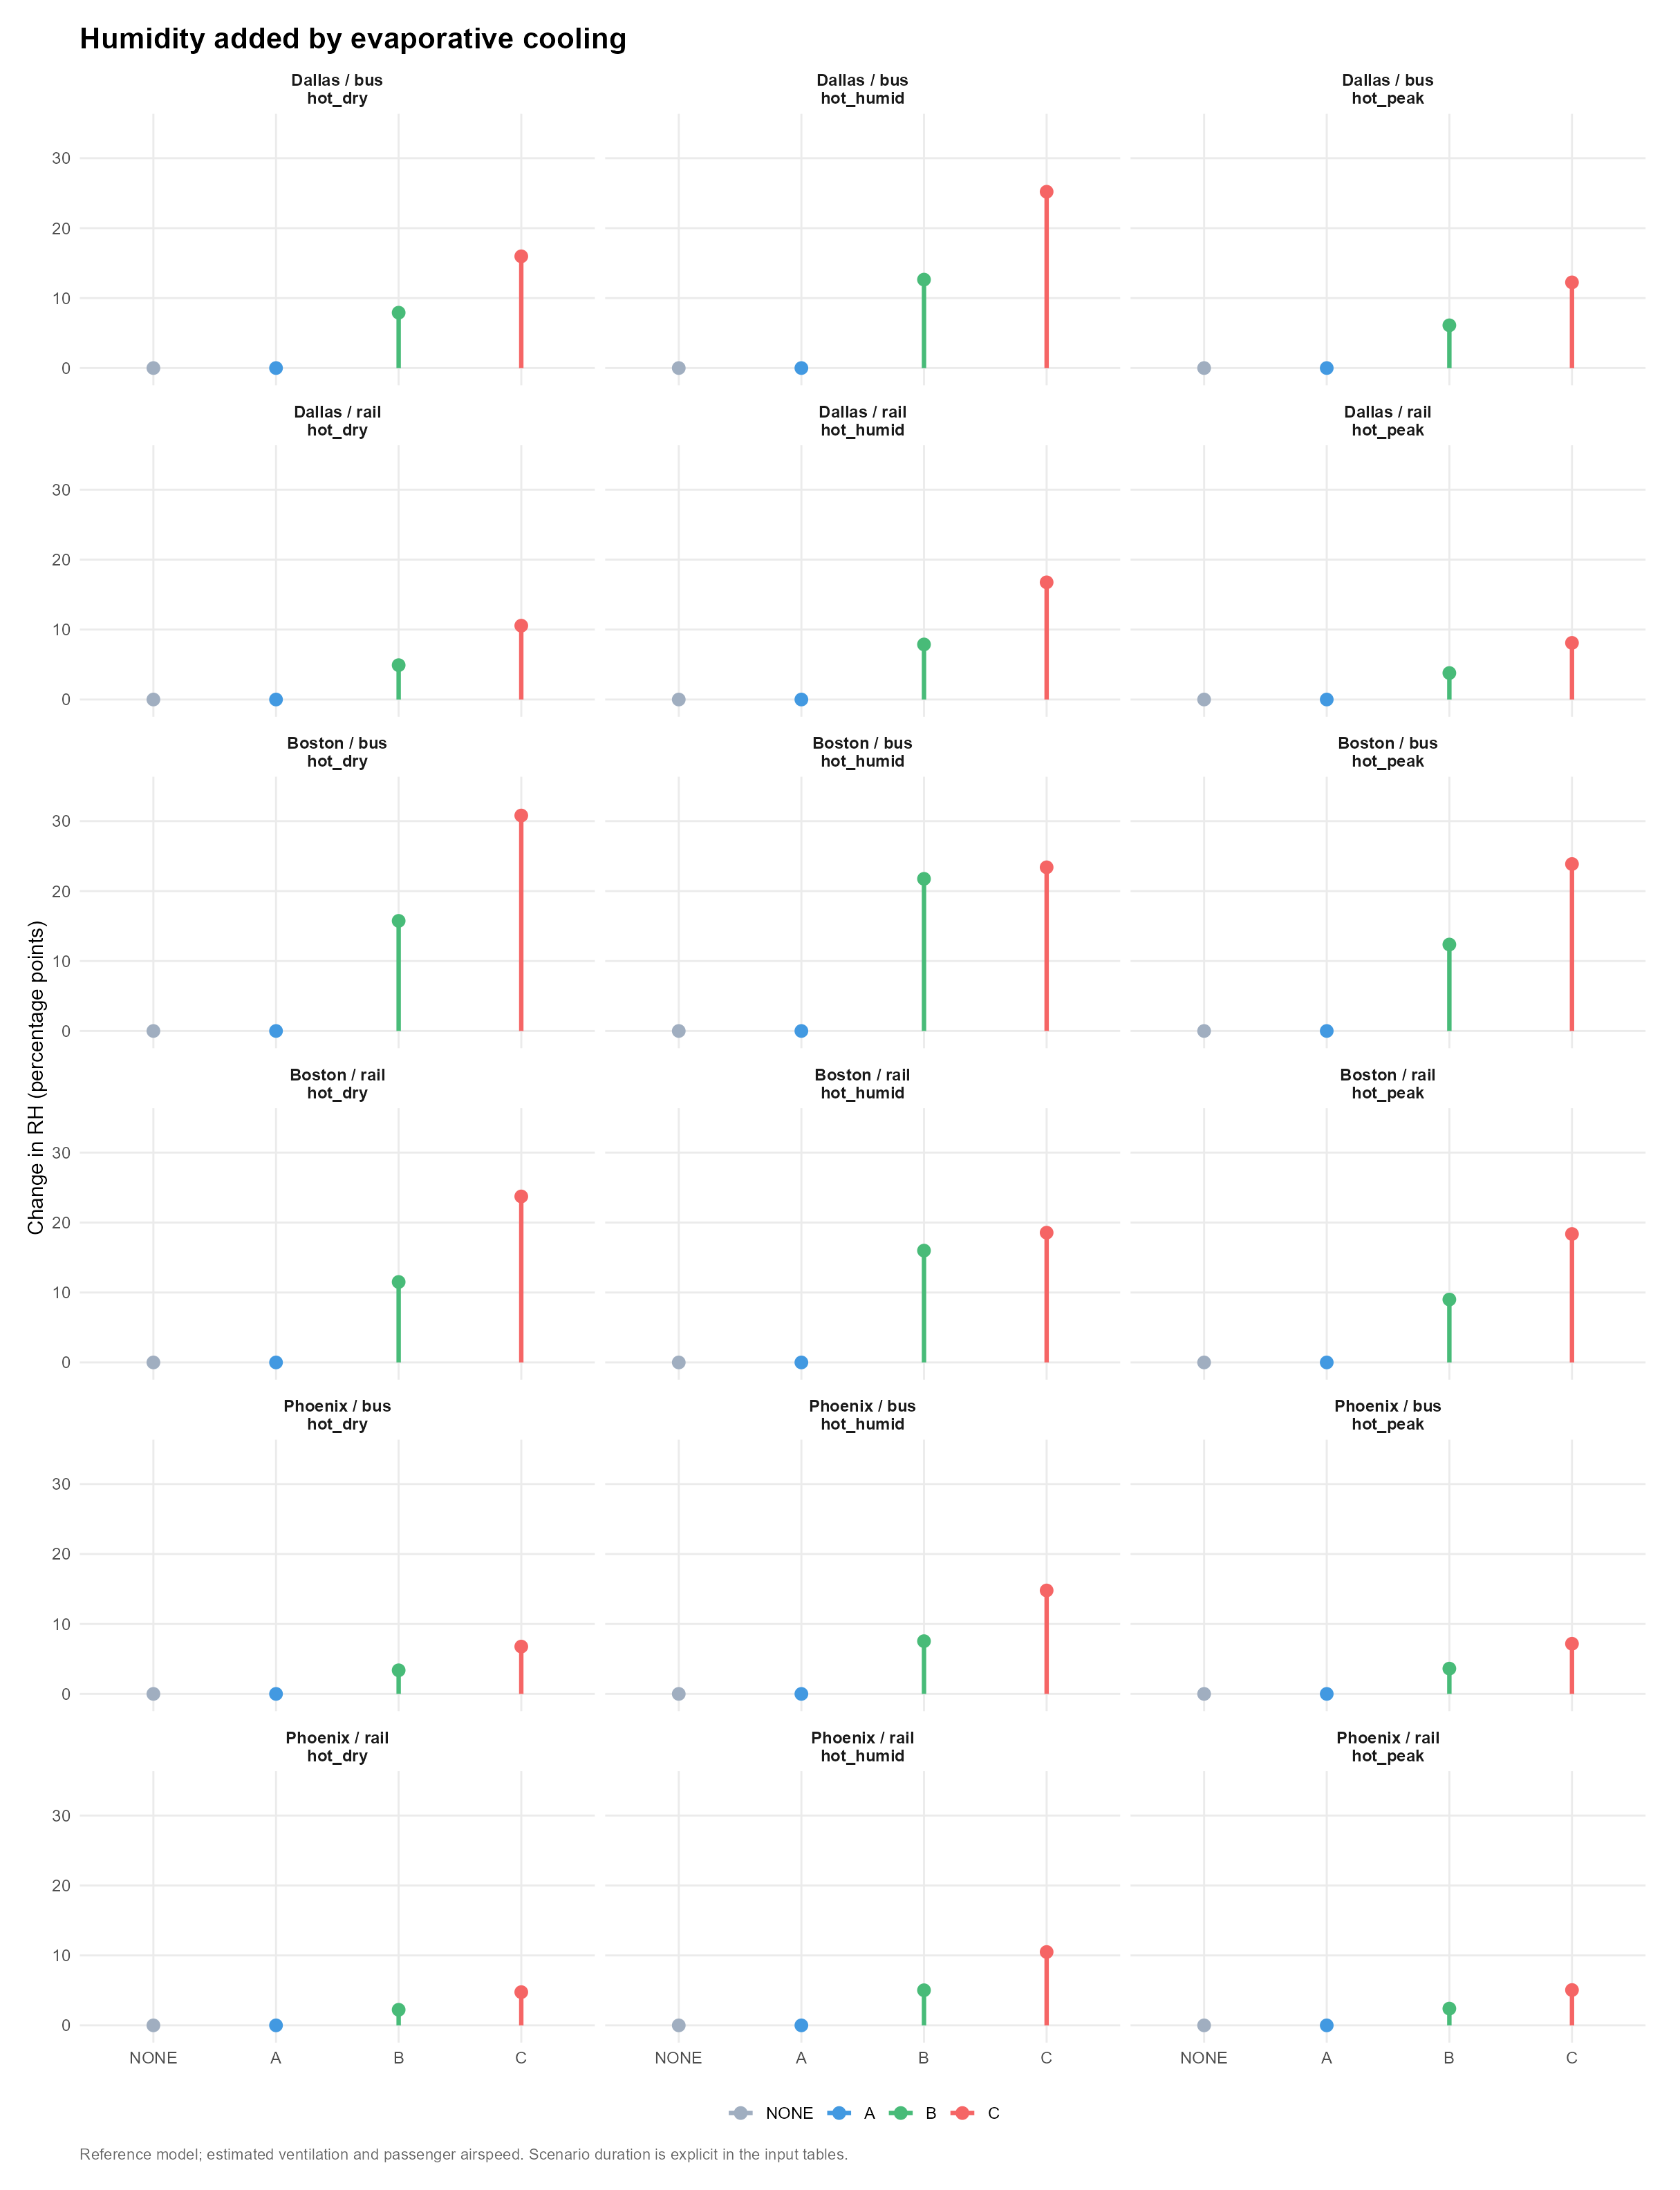 Humidity added by evaporative cooling
Dallas / bus
hot_dry
Dallas / bus
hot_humid
Dallas / bus
hot_peak
30
20
10
0
Dallas / rail
hot_dry
Dallas / rail
hot_humid
Dallas / rail
hot_peak
30
20
10
0
Boston / bus
hot_dry
Boston / bus
hot_humid
Boston / bus
hot_peak
30
20
10
0
Change in RH (percentage points)
Boston / rail
hot_dry
Boston / rail
hot_humid
Boston / rail
hot_peak
30
20
10
0
Phoenix / bus
hot_dry
Phoenix / bus
hot_humid
Phoenix / bus
hot_peak
30
20
10
0
Phoenix / rail
hot_dry
Phoenix / rail
hot_humid
Phoenix / rail
hot_peak
30
20
10
0
NONE A B C NONE A B C NONE A B C
NONE A B C
Reference model; estimated ventilation and passenger airspeed. Scenario duration is explicit in the input tables.